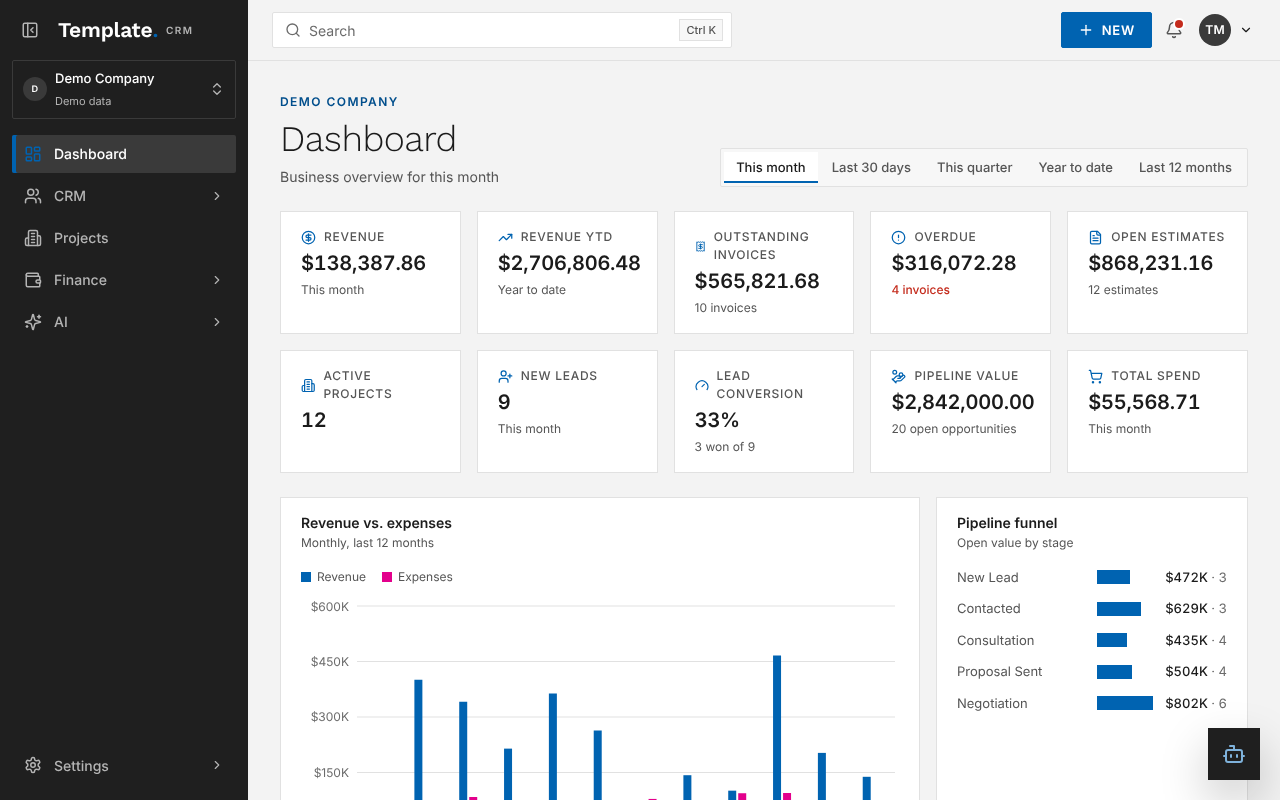 Template. CRM
Demo Company
Demo data
D
Dashboard
CRM
Projects
Finance
AI
Settings
Search
Ctrl K
NEW
TM
DEMO COMPANY
Dashboard
Business overview for this month
This month
Last 30 days
This quarter
Year to date
Last 12 months
REVENUE
$138,387.86
This month
REVENUE YTD
$2,706,806.48
Year to date
OUTSTANDING
INVOICES
$565,821.68
10 invoices
OVERDUE
$316,072.28
4 invoices
OPEN ESTIMATES
$868,231.16
12 estimates
ACTIVE
PROJECTS
12
NEW LEADS
9
This month
LEAD
CONVERSION
33%
3 won of 9
PIPELINE VALUE
$2,842,000.00
20 open opportunities
TOTAL SPEND
$55,568.71
This month
Revenue vs. expenses
Monthly, last 12 months
Revenue
Expenses
$600K
$450K
$300K
$150K
Pipeline funnel
Open value by stage
New Lead $472K · 3
Contacted $629K · 3
Consultation $435K · 4
Proposal Sent $504K · 4
Negotiation $802K · 6